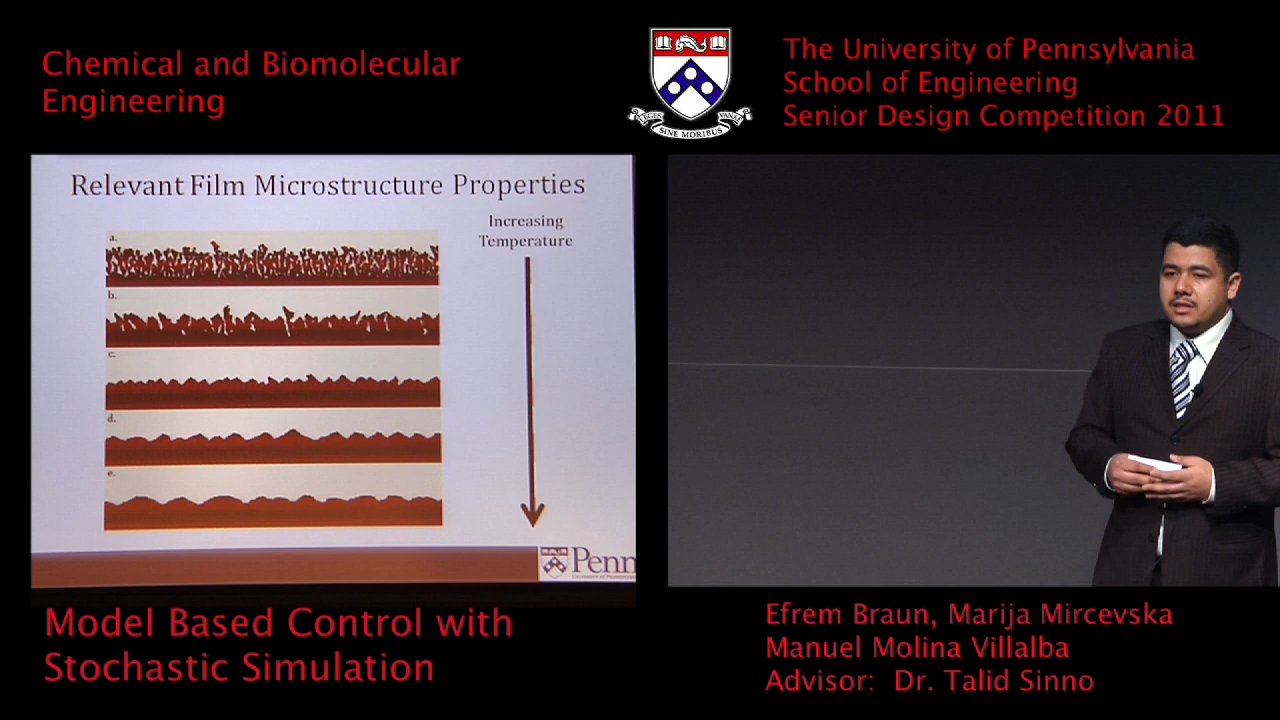 Chemical and Biomolecular
Engineering
LEGES
VANAE
SINE MORIBUS
The University of Pennsylvania
School of Engineering
Senior Design Competition 2011
Relevant Film Microstructure Properties
Increasing
Temperature
a.
b.
c.
d.
e.
Penn
Model Based Control with
Stochastic Simulation
Efrem Braun, Marija Mircevska
Manuel Molina Villalba
Advisor: Dr. Talid Sinno